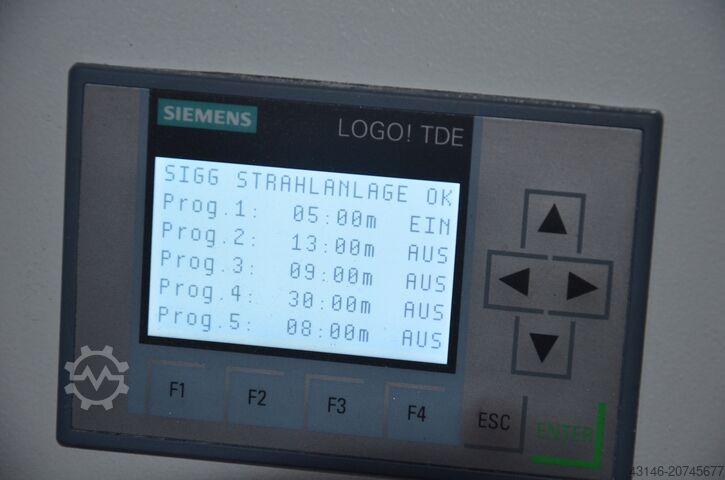 SIEMENS
LOGO! TDE
SIGG STRAHLANLAGE OK
Prog.1: 05:00m EIN
Prog.2: 13:00m AUS
Prog.3: 09:00m AUS
Prog.4: 30:00m AUS
Prog.5: 08:00m AUS
F1 F2 F3 F4 ESC ENTER
43146-20745677